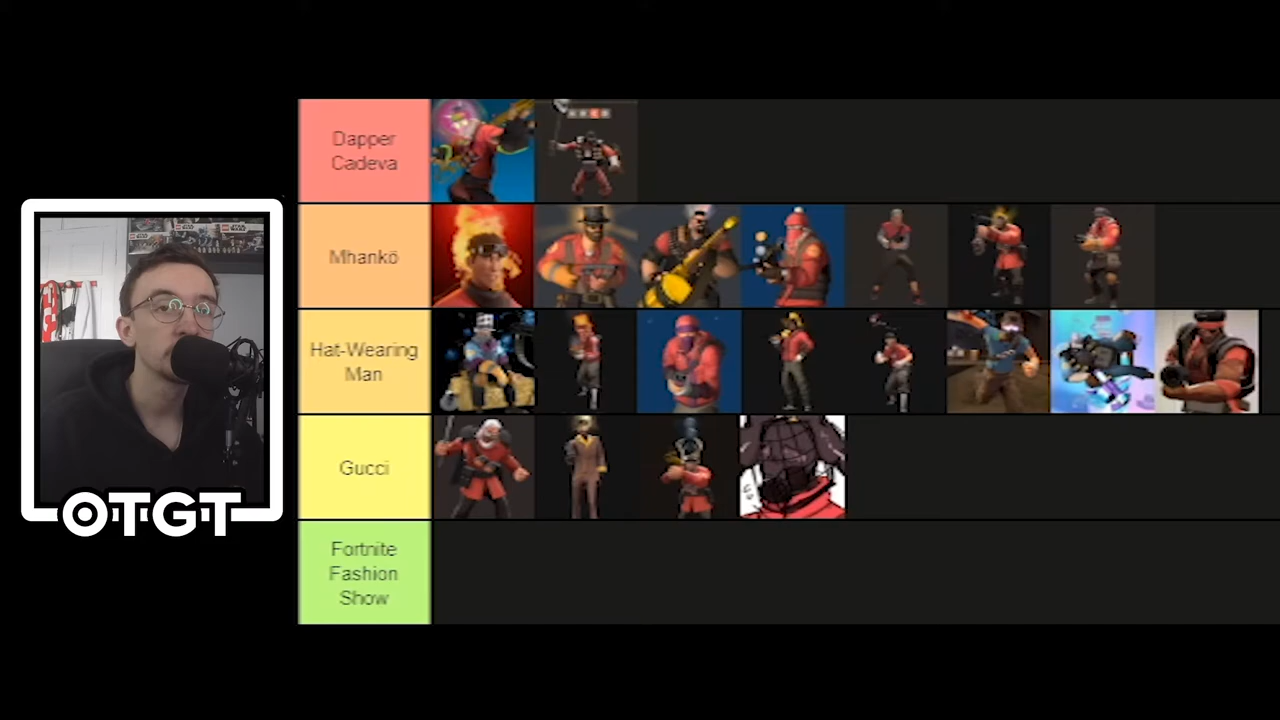 Dapper
Cadeva
Mhankö
Hat-Wearing
Man
Gucci
Fortnite
Fashion
Show
OTGT